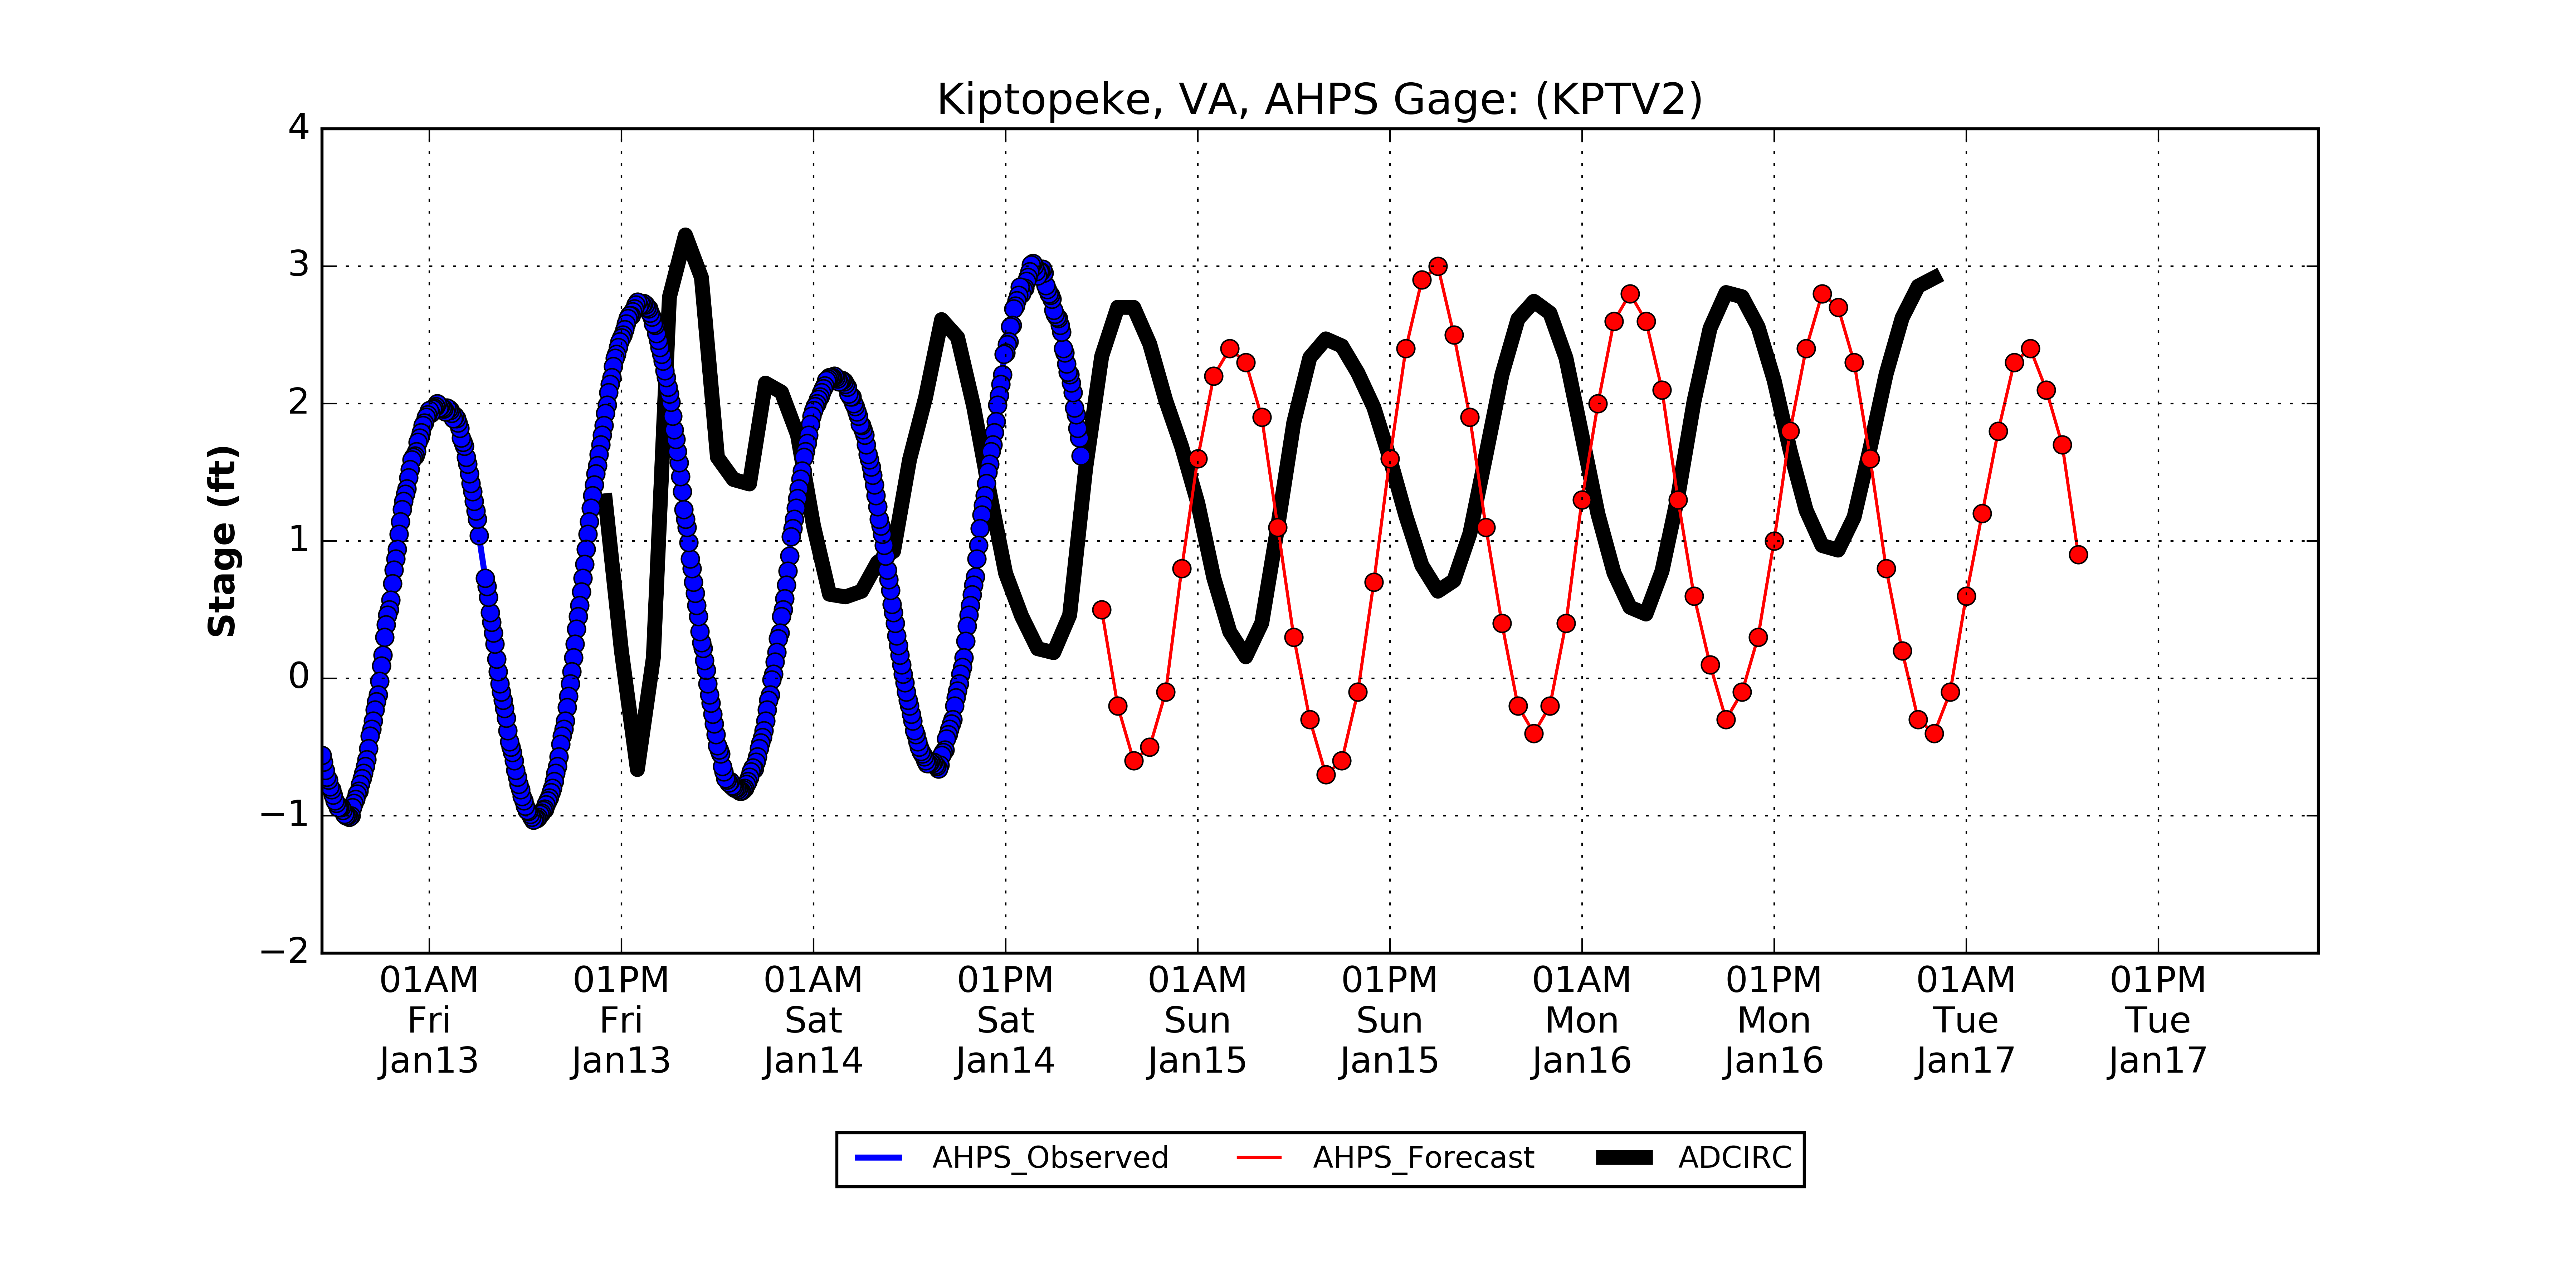 Kiptopeke, VA, AHPS Gage: (KPTV2)
4
3
2
1
0
−1
−2
Stage (ft)
01AM 01PM 01AM 01PM 01AM 01PM 01AM 01PM 01AM 01PM
Fri Fri Sat Sat Sun Sun Mon Mon Tue Tue
Jan13 Jan13 Jan14 Jan14 Jan15 Jan15 Jan16 Jan16 Jan17 Jan17
AHPS_Observed AHPS_Forecast ADCIRC